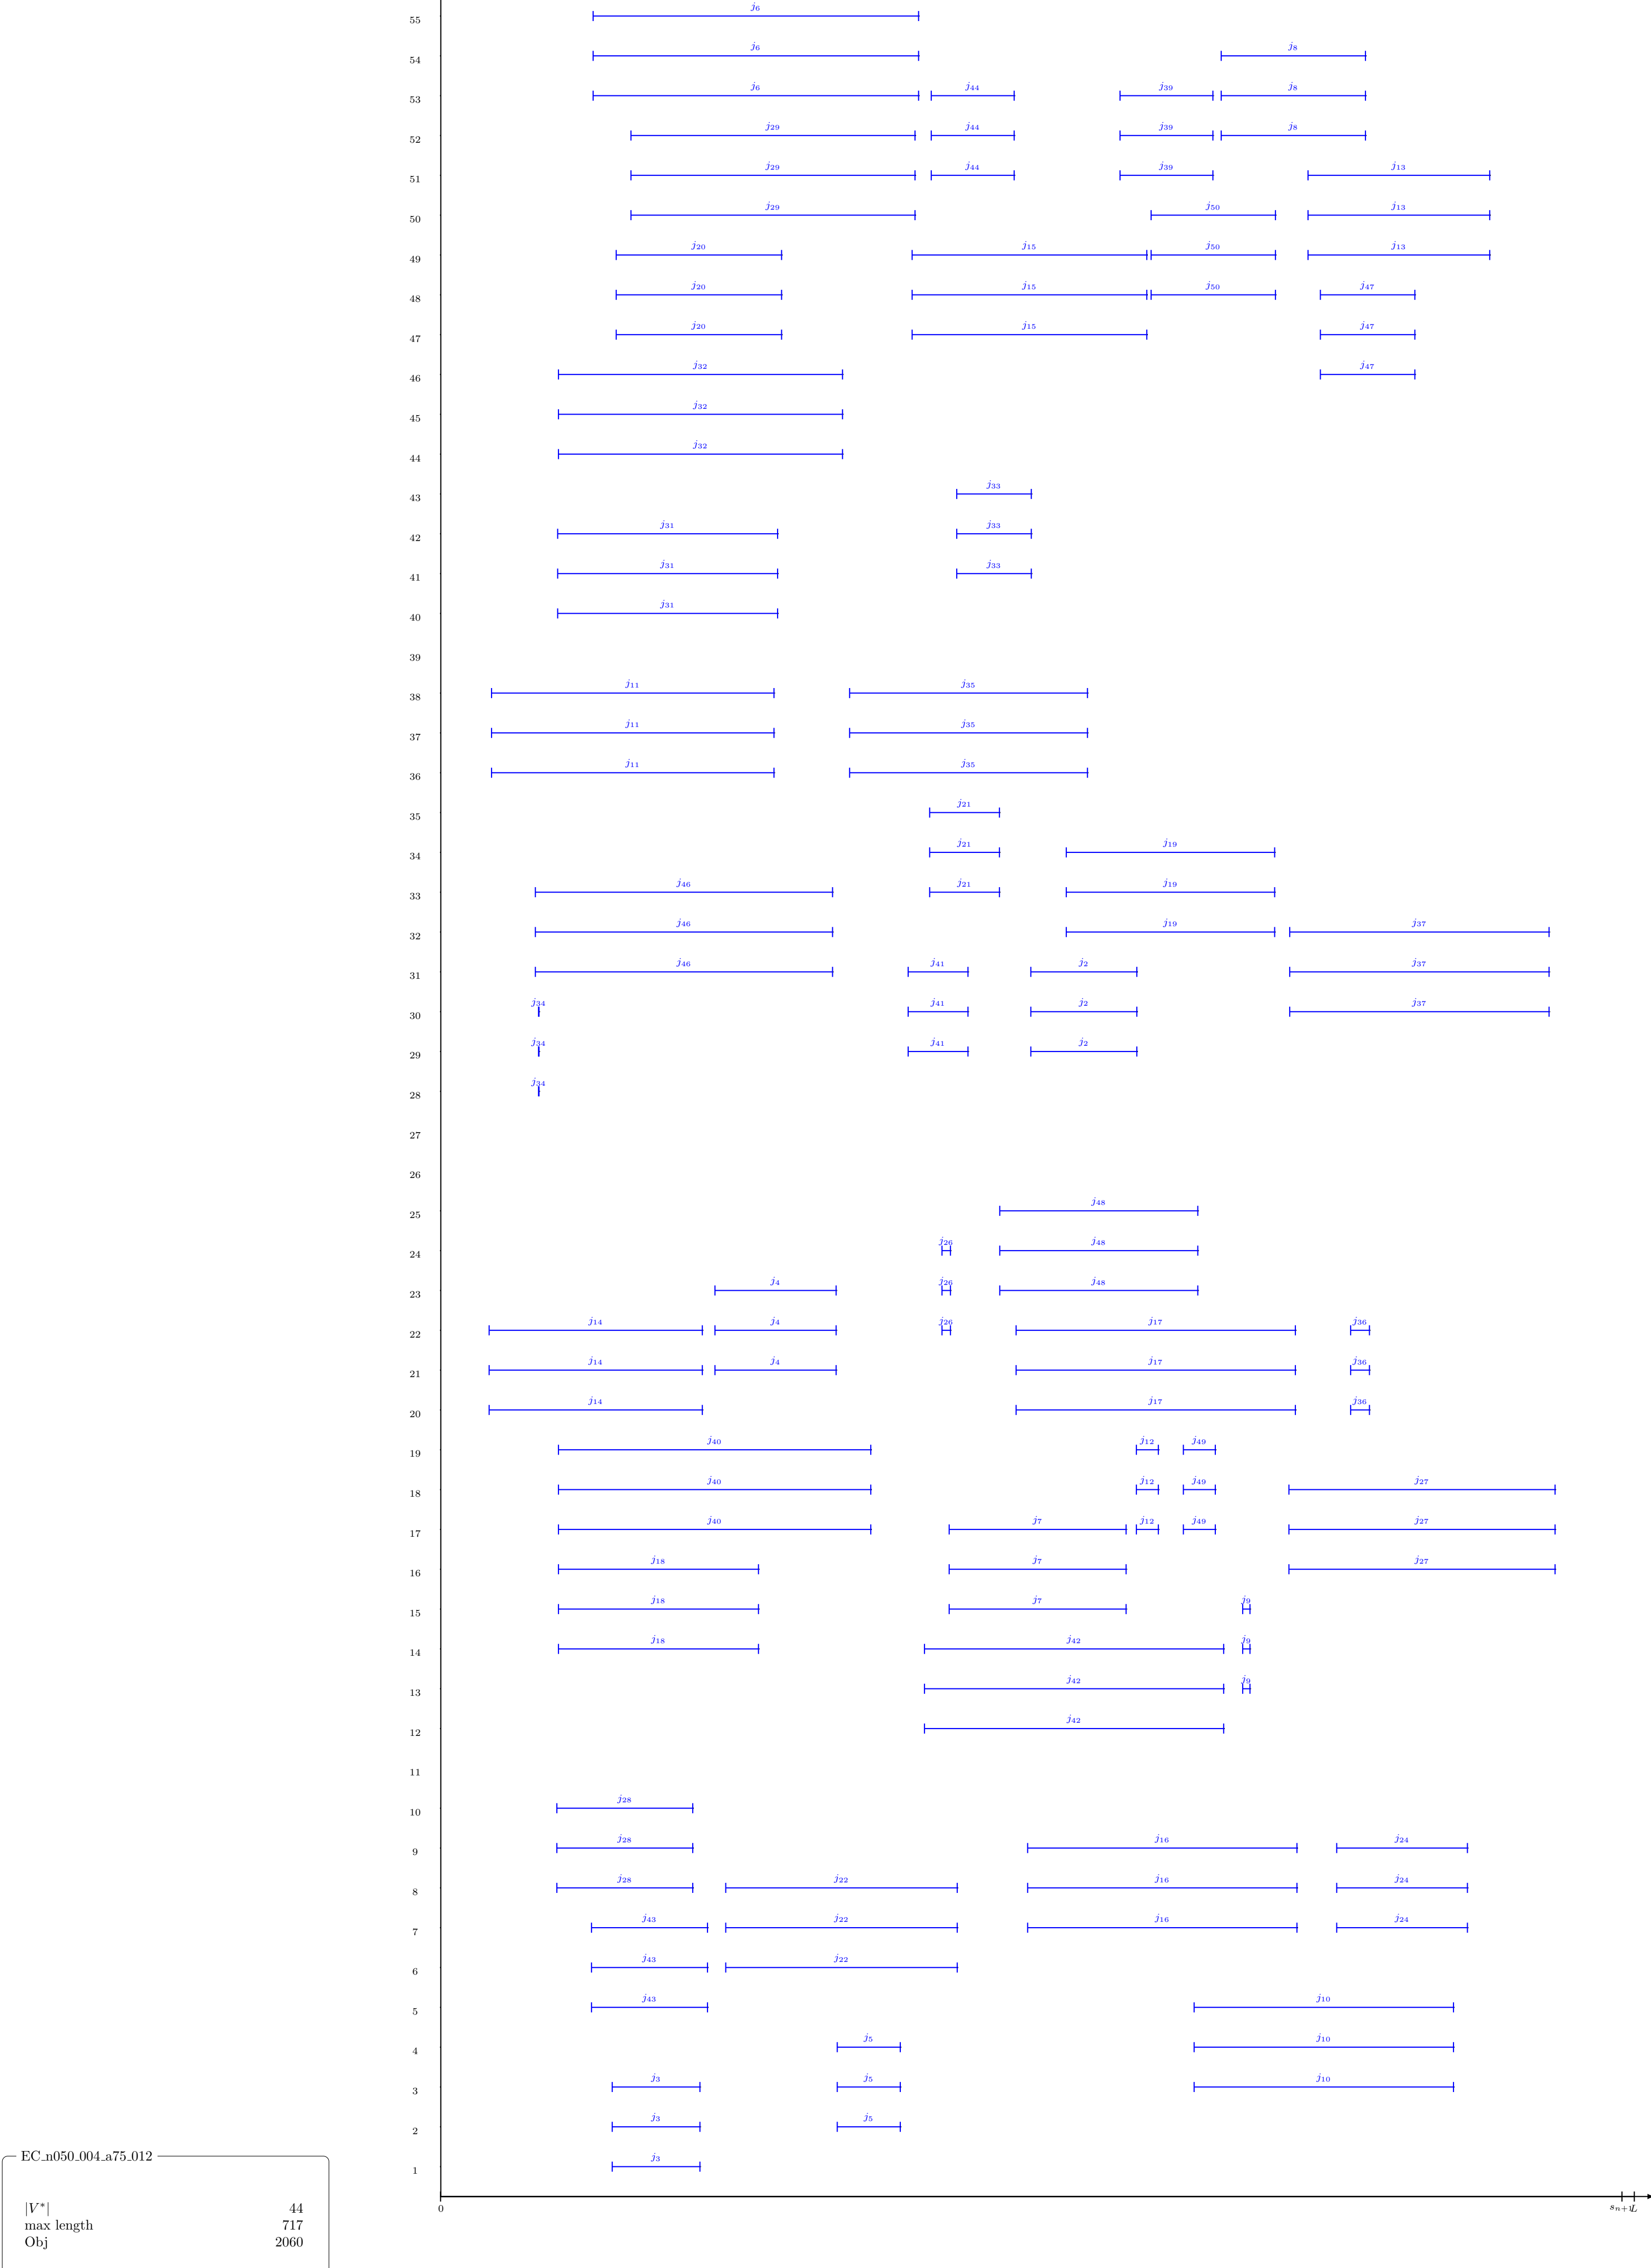 55 j6
j6
54 j6 j8
53 j6 j44 j39 j8
52 j29 j44 j39 j8
51 j29 j44 j39 j13
50 j29 j50 j13
49 j20 j15 j50 j13
48 j20 j15 j50 j47
47 j20 j15 j47
46 j32 j47
45 j32
44 j32
43 j33
42 j31 j33
41 j31 j33
40 j31
39
38 j11 j35
37 j11 j35
36 j11 j35
35 j21
34 j21 j19
33 j46 j21 j19
32 j46 j19 j37
31 j46 j41 j2 j37
30 j34 j41 j2 j37
29 j34 j41 j2
28 j34
27
26
25 j48
24 j26 j48
23 j4 j26 j48
22 j14 j4 j26 j17 j36
21 j14 j4 j17 j36
20 j14 j17 j36
19 j40 j12 j49
18 j40 j12 j49 j27
17 j40 j7 j12 j49 j27
16 j18 j7 j27
15 j18 j7 j9
14 j18 j42 j9
13 j42 j9
12 j42
11
10 j28
9 j28 j16 j24
8 j28 j22 j16 j24
7 j43 j22 j16 j24
6 j43 j22
5 j43 j10
4 j5 j10
3 j3 j5 j10
2 j3 j5
1 j3
0 L
EC_n050_004_a75_012
|V*| 44
max length 717
Obj 2060